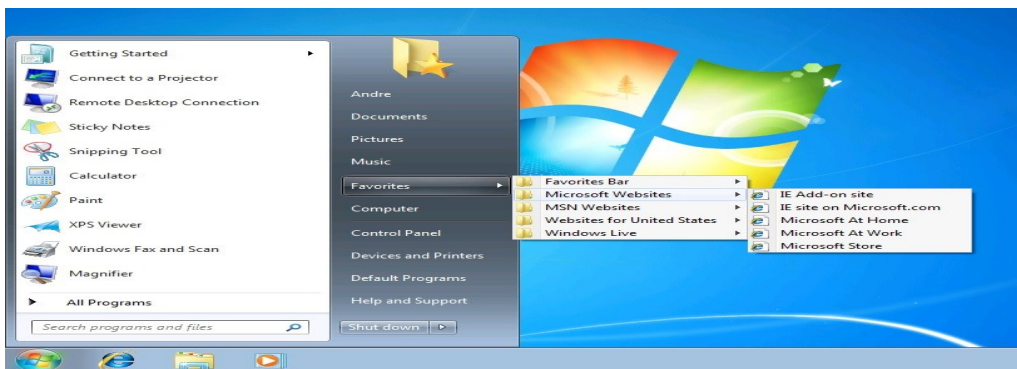 Getting Started
Connect to a Projector
Remote Desktop Connection
Sticky Notes
Snipping Tool
Calculator
Paint
XPS Viewer
Windows Fax and Scan
Magnifier
All Programs
Search programs and files
Andre
Documents
Pictures
Music
Favorites
Computer
Control Panel
Devices and Printers
Default Programs
Help and Support
Shut down
Favorites Bar
Microsoft Websites
MSN Websites
Websites for United States
Windows Live
IE Add-on site
IE site on Microsoft.com
Microsoft At Home
Microsoft At Work
Microsoft Store